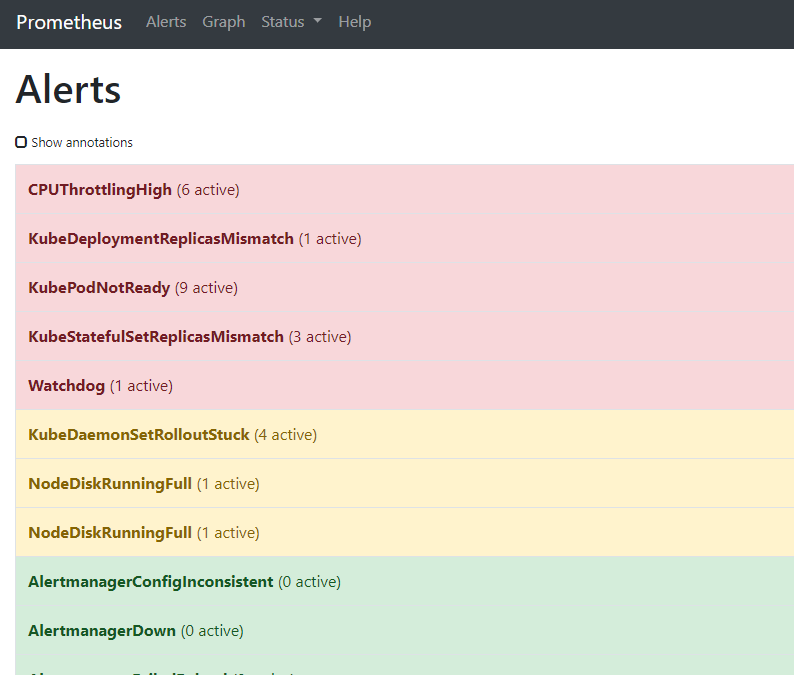 Prometheus Alerts Graph Status Help
Alerts
Show annotations
CPUThrottlingHigh (6 active)
KubeDeploymentReplicasMismatch (1 active)
KubePodNotReady (9 active)
KubeStatefulSetReplicasMismatch (3 active)
Watchdog (1 active)
KubeDaemonSetRolloutStuck (4 active)
NodeDiskRunningFull (1 active)
NodeDiskRunningFull (1 active)
AlertmanagerConfigInconsistent (0 active)
AlertmanagerDown (0 active)